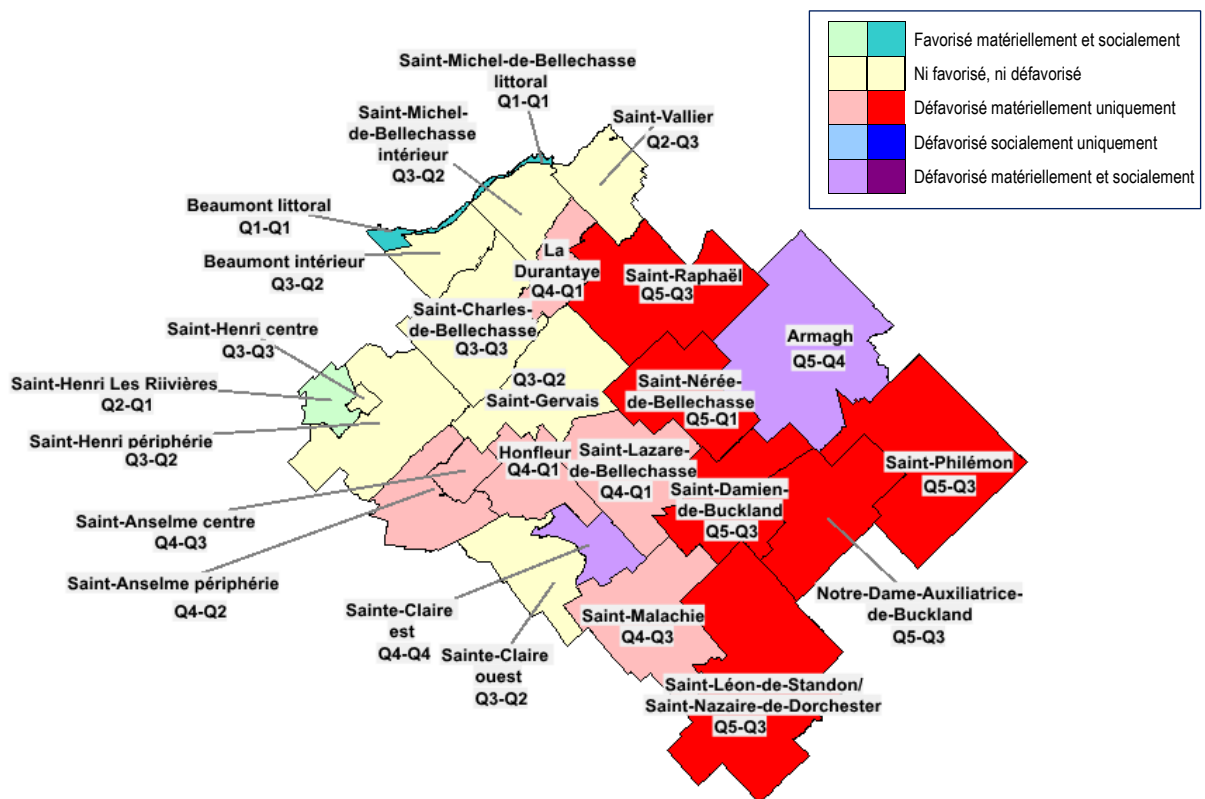 Favorisé matériellement et socialement
Ni favorisé, ni défavorisé
Défavorisé matériellement uniquement
Défavorisé socialement uniquement
Défavorisé matériellement et socialement
Saint-Michel-de-Bellechasse
littoral
Q1-Q1
Saint-Michel-
de-Bellechasse
intérieur
Q3-Q2
Saint-Vallier
Q2-Q3
Beaumont littoral
Q1-Q1
Beaumont intérieur
Q3-Q2
La
Durantaye
Q4-Q1
Saint-Raphaël
Q5-Q3
Saint-Charles-
de-Bellechasse
Q3-Q3
Armagh
Q5-Q4
Saint-Henri centre
Q3-Q3
Saint-Henri Les Riivières
Q2-Q1
Saint-Henri périphérie
Q3-Q2
Q3-Q2
Saint-Gervais
Saint-Nérée-
de-Bellechasse
Q5-Q1
Honfleur
Q4-Q1
Saint-Lazare-
de-Bellechasse
Q4-Q1
Saint-Philémon
Q5-Q3
Saint-Damien-
de-Buckland
Q5-Q3
Saint-Anselme centre
Q4-Q3
Saint-Anselme périphérie
Q4-Q2
Notre-Dame-Auxiliatrice-
de-Buckland
Q5-Q3
Sainte-Claire
est
Q4-Q4
Sainte-Claire
ouest
Q3-Q2
Saint-Malachie
Q4-Q3
Saint-Léon-de-Standon/
Saint-Nazaire-de-Dorchester
Q5-Q3